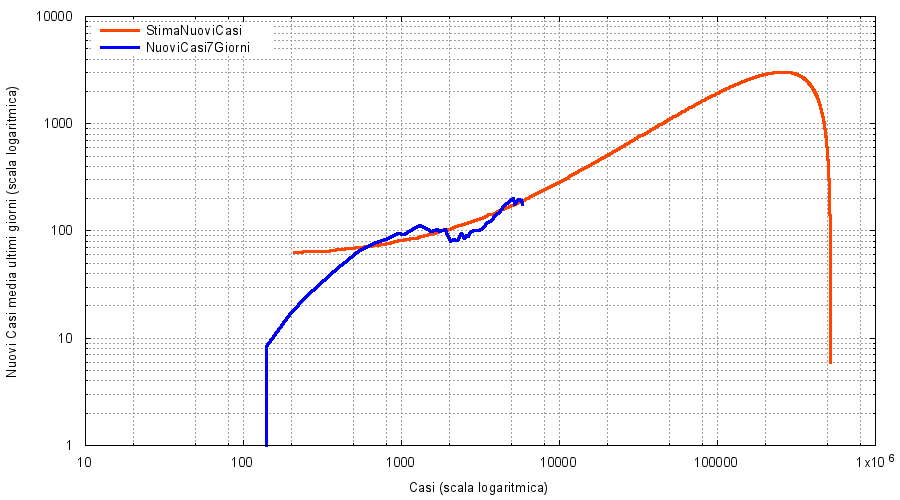 StimaNuoviCasi
NuoviCasi7Giorni
Nuovi Casi media ultimi giorni (scala logaritmica)
10000
1000
100
10
1
10 100 1000 10000 100000 1x10 6
Casi (scala logaritmica)